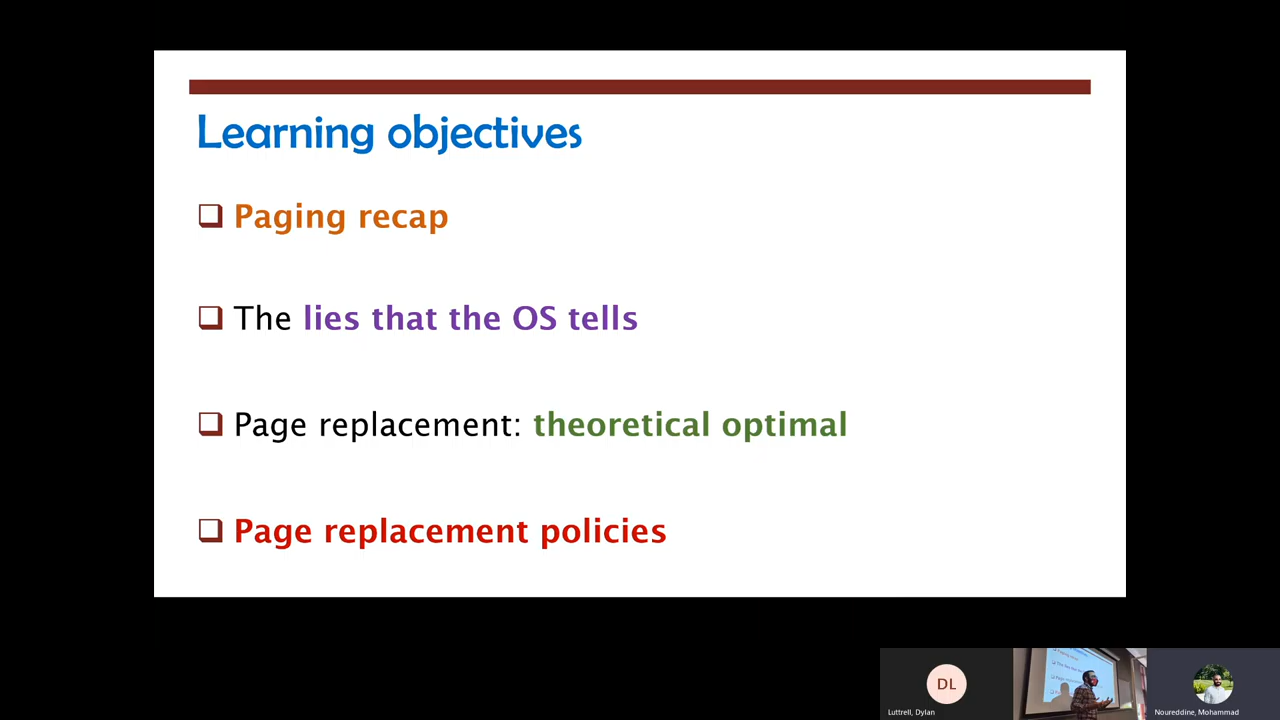 Learning objectives
Paging recap
The lies that the OS tells
Page replacement: theoretical optimal
Page replacement policies
DL
Luttrell, Dylan
Noureddine, Mohammad